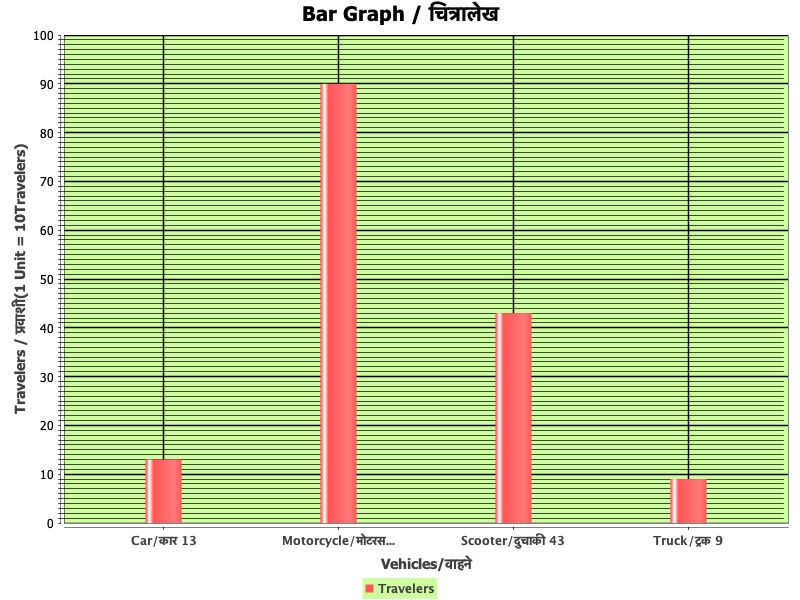 Bar Graph / चित्रालेख
Travelers / प्रवाशी(1 Unit = 10Travelers)
100
90
80
70
60
50
40
30
20
10
0
Car/कार 13
Motorcycle/मोटरस...
Scooter/दुचाकी 43
Truck/ट्रक 9
Vehicles/वाहने
Travelers